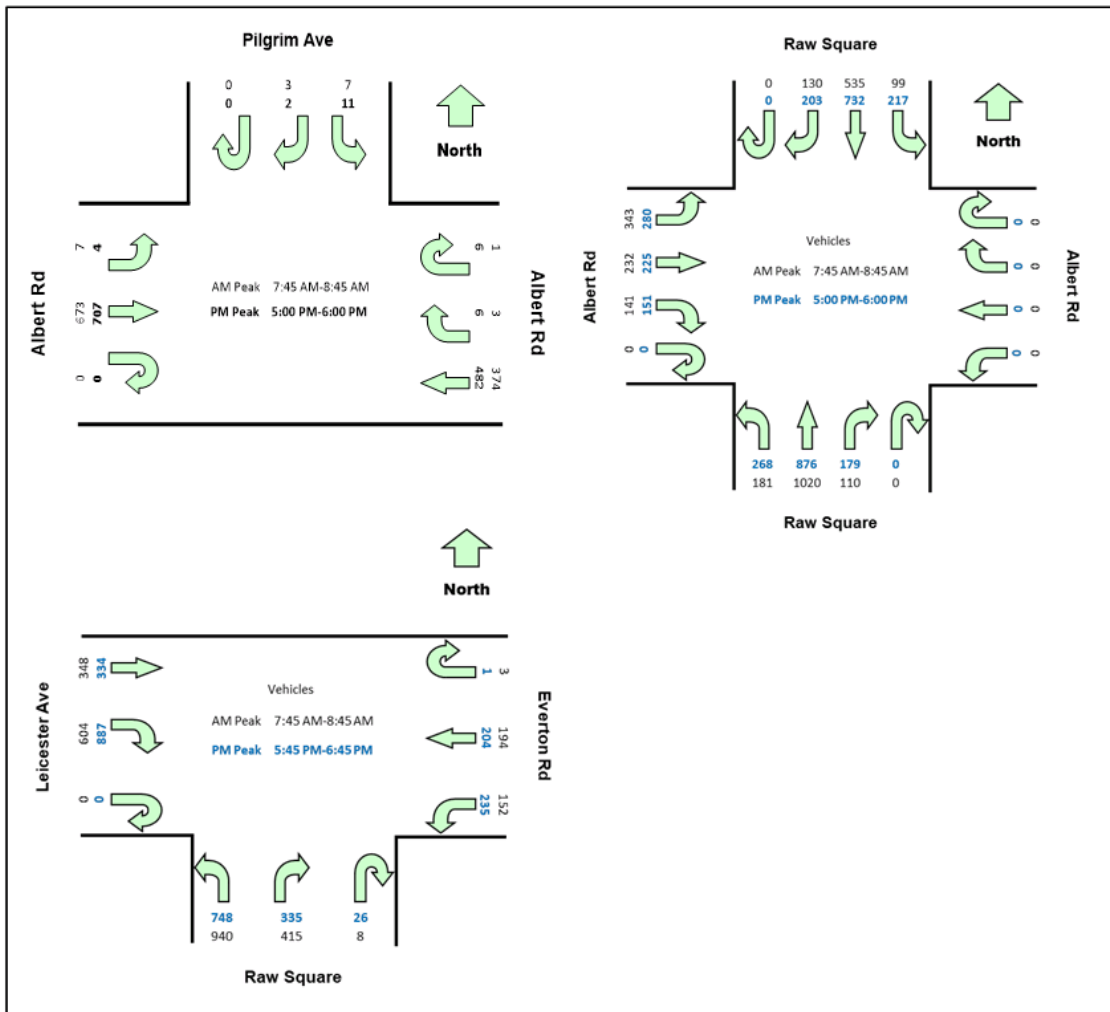 Pilgrim Ave
0 3 7
0 2 11
North
Albert Rd
7 4
673 707
0 0
AM Peak 7:45 AM-8:45 AM
PM Peak 5:00 PM-6:00 PM
6 1
6 3
482 374
Albert Rd
Raw Square
0 130 535 99
0 203 732 217
North
Albert Rd
343 280
232 225
141 151
0 0
Vehicles
AM Peak 7:45 AM-8:45 AM
PM Peak 5:00 PM-6:00 PM
0 0
0 0
0 0
0 0
Albert Rd
268 876 179 0
181 1020 110 0
Raw Square
North
Leicester Ave
348 334
604 887
0 0
Vehicles
AM Peak 7:45 AM-8:45 AM
PM Peak 5:45 PM-6:45 PM
1 3
204 194
235 152
Everton Rd
748 335 26
940 415 8
Raw Square